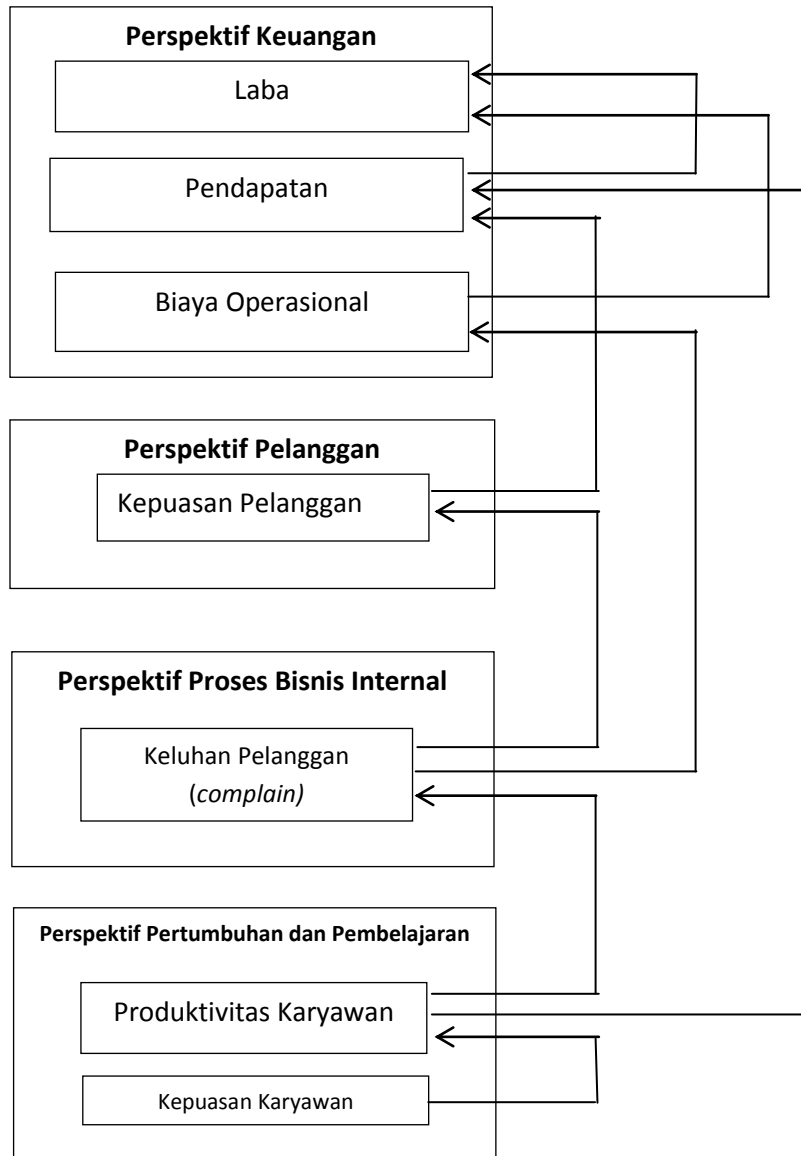 Perspektif Keuangan
Laba
Pendapatan
Biaya Operasional
Perspektif Pelanggan
Kepuasan Pelanggan
Perspektif Proses Bisnis Internal
Keluhan Pelanggan
(complain)
Perspektif Pertumbuhan dan Pembelajaran
Produktivitas Karyawan
Kepuasan Karyawan